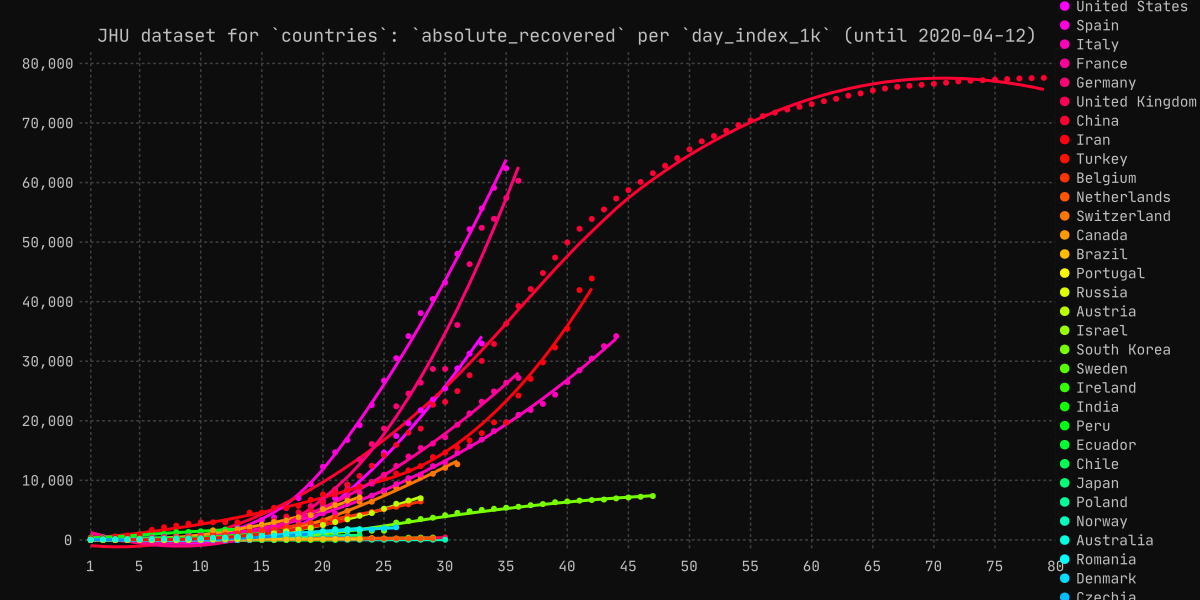 JHU dataset for `countries`: `absolute_recovered` per `day_index_1k` (until 2020-04-12)
80,000
70,000
60,000
50,000
40,000
30,000
20,000
10,000
0
1 5 10 15 20 25 30 35 40 45 50 55 60 65 70 75 80
United States
Spain
Italy
France
Germany
United Kingdom
China
Iran
Turkey
Belgium
Netherlands
Switzerland
Canada
Brazil
Portugal
Russia
Austria
Israel
South Korea
Sweden
Ireland
India
Peru
Ecuador
Chile
Japan
Poland
Norway
Australia
Romania
Denmark
Czechia